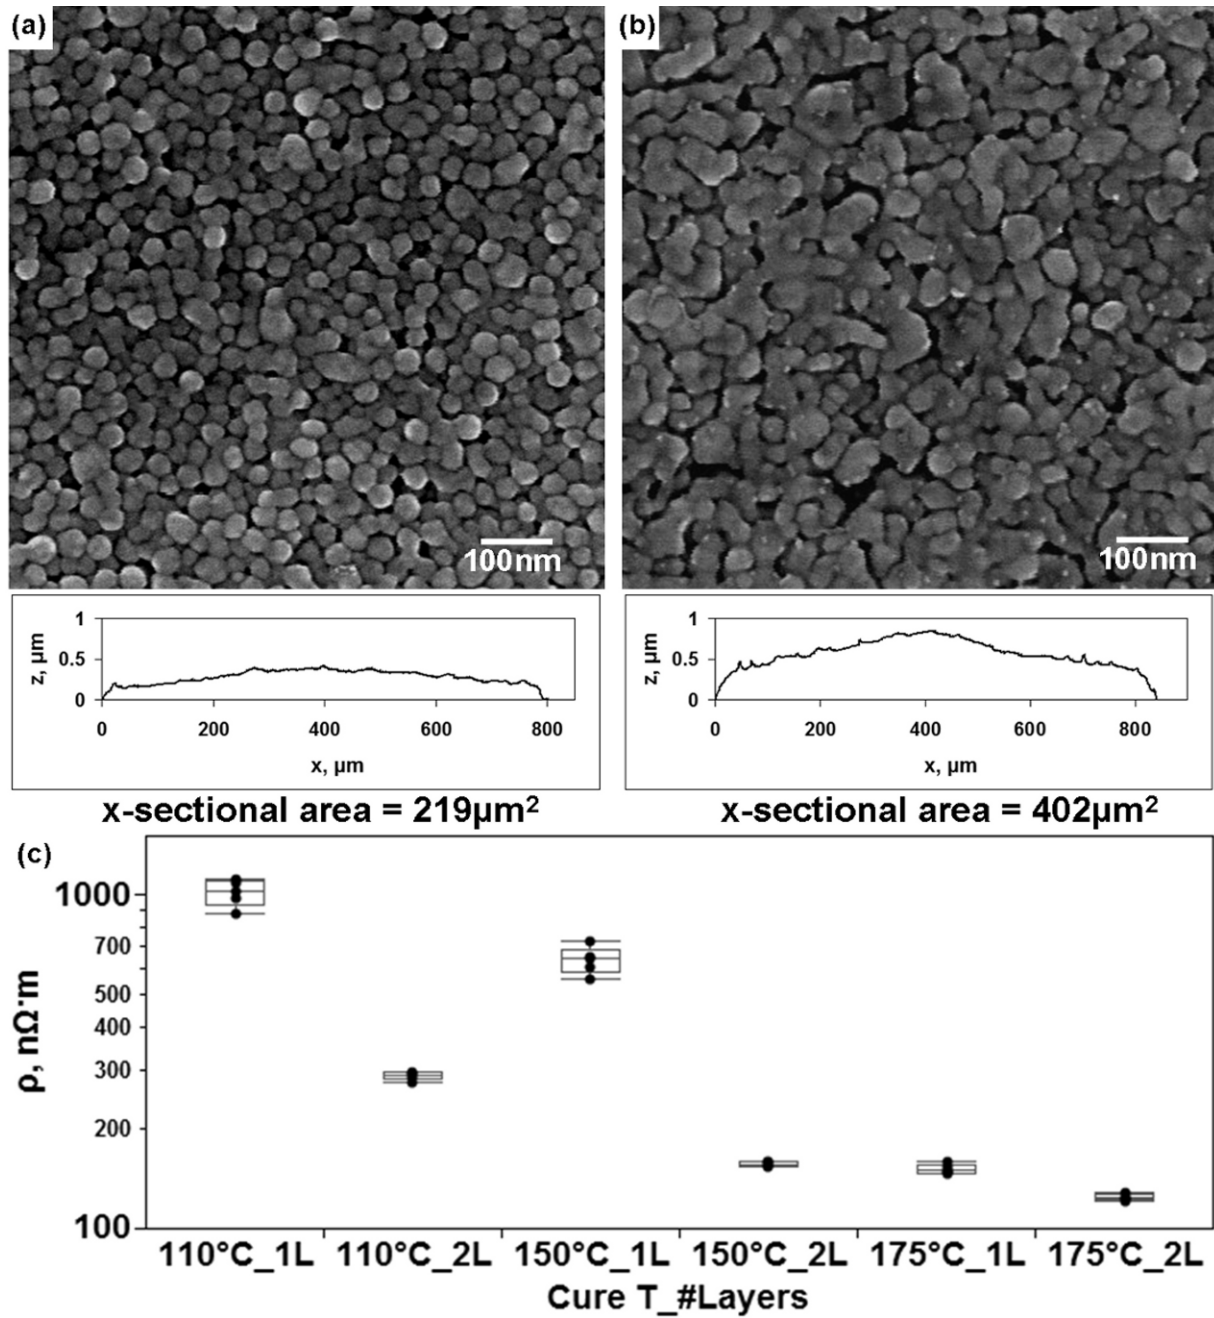 (a)
(b)
100nm
100nm
1
0.5
0
z, µm
0 200 400 600 800
x, µm
1
0.5
0
z, µm
0 200 400 600 800
x, µm
x-sectional area = 219µm²
x-sectional area = 402µm²
(c)
1000
700
500
400
300
200
100
ρ, nΩ·m
110°C_1L 110°C_2L 150°C_1L 150°C_2L 175°C_1L 175°C_2L
Cure T_#Layers